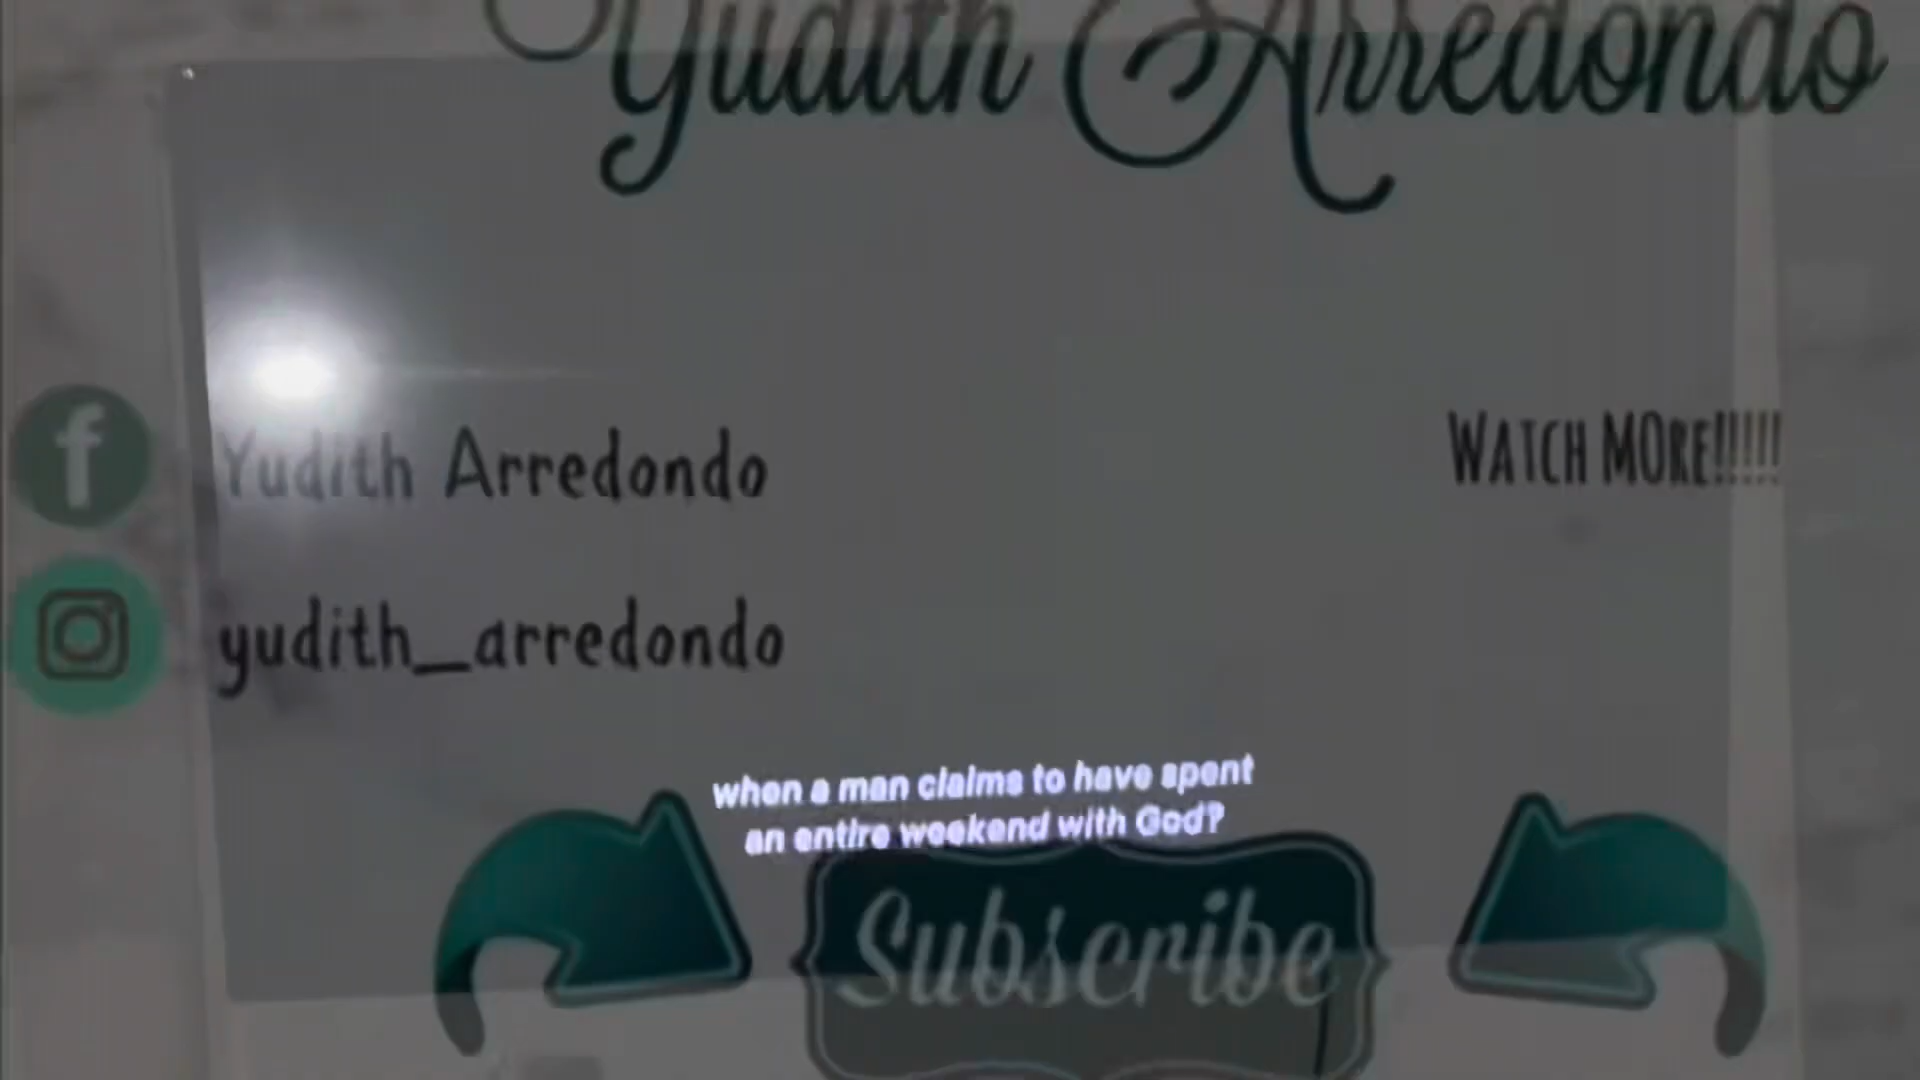 Yudith Arredondo
Yudith Arredondo
WATCH MORE!!!!!
yudith_arredondo
when a man claims to have spent
an entire weekend with God?
Subscribe